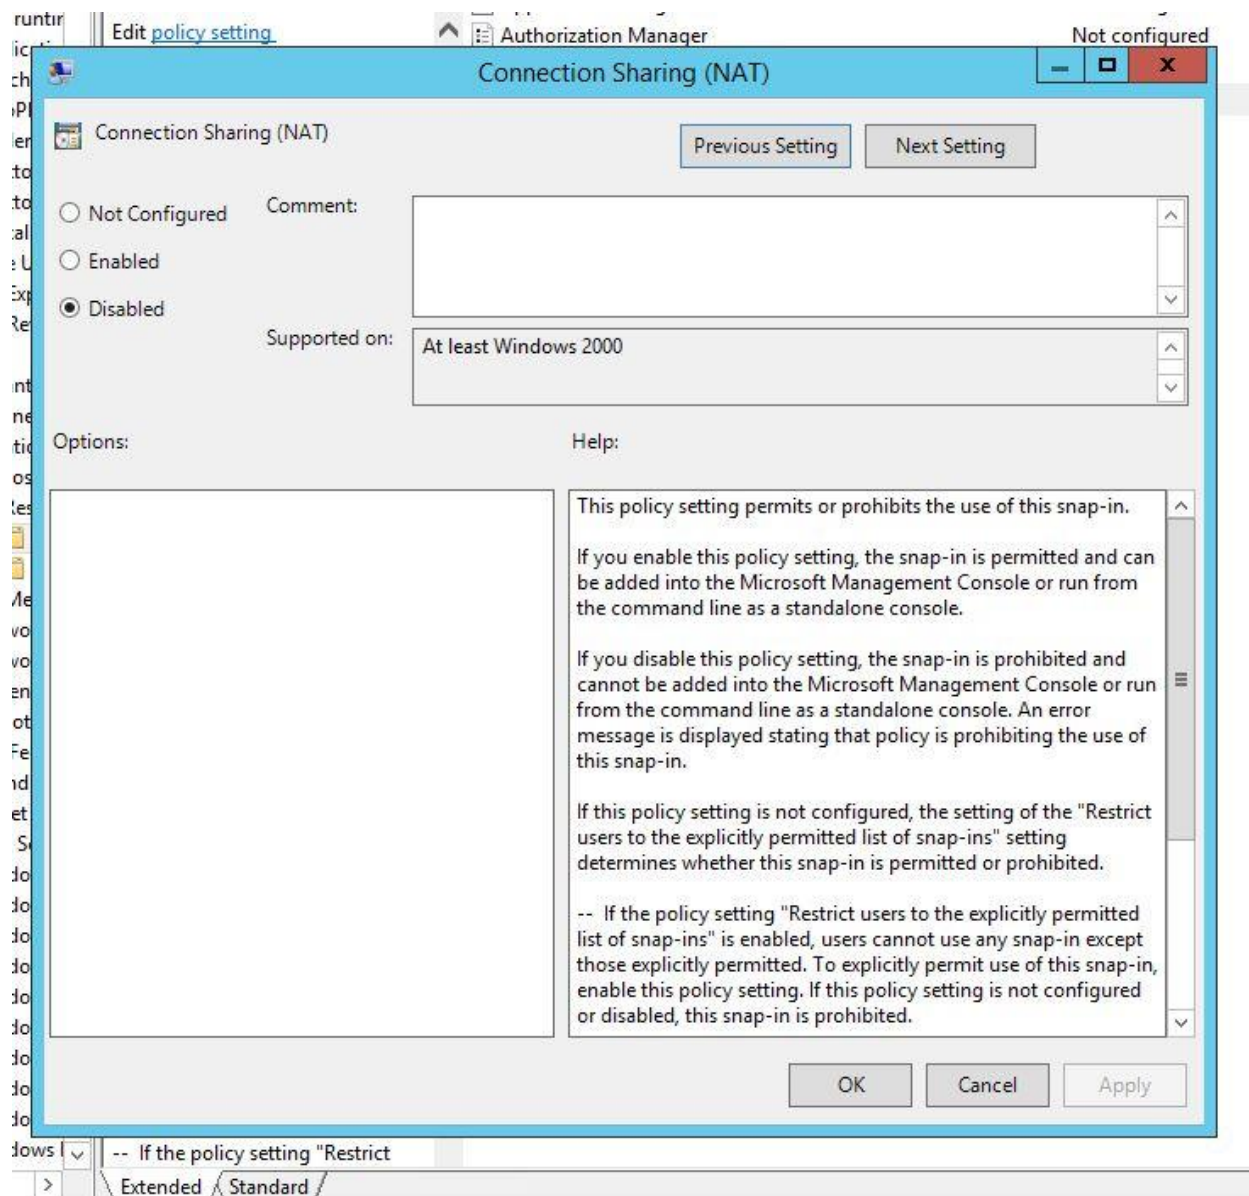 Edit policy setting
Authorization Manager
Not configured
Connection Sharing (NAT)
x
Connection Sharing (NAT)
Previous Setting
Next Setting
Not Configured
Comment:
Enabled
Disabled
Supported on:
At least Windows 2000
Options:
Help:
This policy setting permits or prohibits the use of this snap-in.
If you enable this policy setting, the snap-in is permitted and can
be added into the Microsoft Management Console or run from
the command line as a standalone console.
If you disable this policy setting, the snap-in is prohibited and
cannot be added into the Microsoft Management Console or run
from the command line as a standalone console. An error
message is displayed stating that policy is prohibiting the use of
this snap-in.
If this policy setting is not configured, the setting of the "Restrict
users to the explicitly permitted list of snap-ins" setting
determines whether this snap-in is permitted or prohibited.
-- If the policy setting "Restrict users to the explicitly permitted
list of snap-ins" is enabled, users cannot use any snap-in except
those explicitly permitted. To explicitly permit use of this snap-in,
enable this policy setting. If this policy setting is not configured
or disabled, this snap-in is prohibited.
OK
Cancel
Apply
-- If the policy setting "Restrict
Extended
Standard